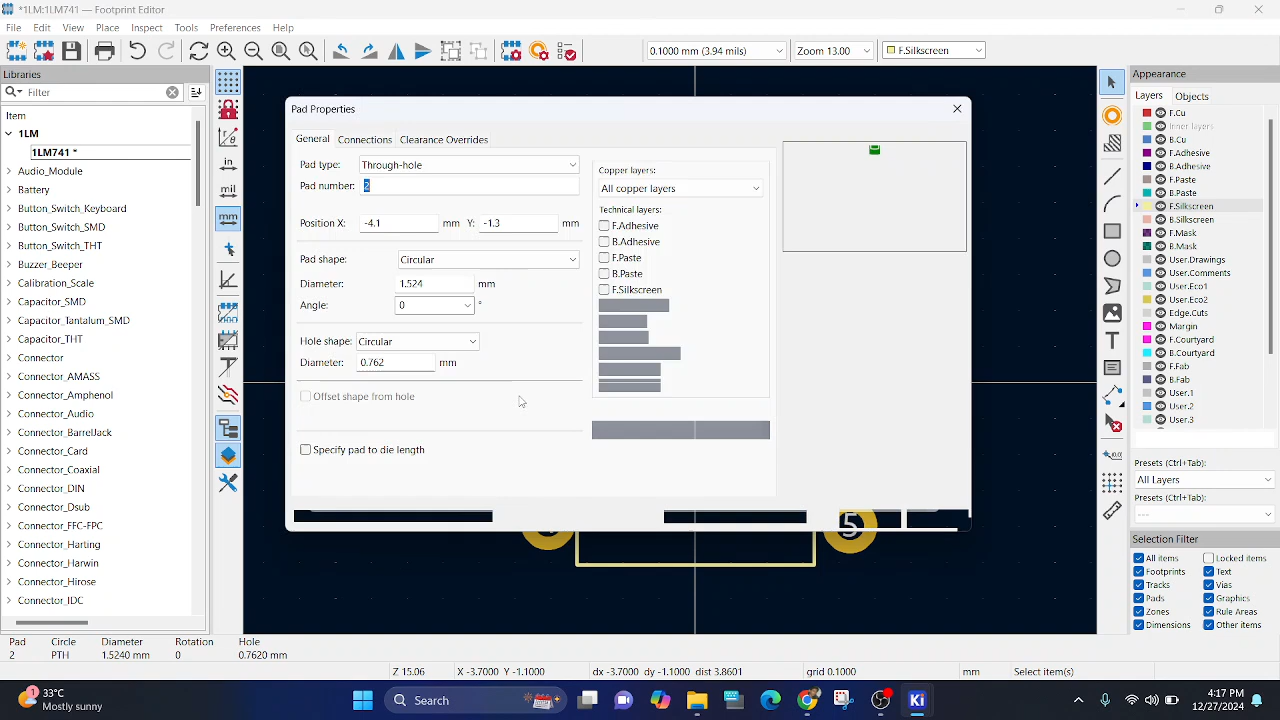 *1LM:1LM741 — Footprint Editor
File Edit View Place Inspect Tools Preferences Help
0.1000 mm (3.94 mils) Zoom 13.00 F.Silkscreen
Libraries
Filter
Item
1LM
1LM741 *
Audio_Module
Battery
Button_Switch_Keyboard
Button_Switch_SMD
Button_Switch_THT
Buzzer_Beeper
Calibration_Scale
Capacitor_SMD
Capacitor_Tantalum_SMD
Capacitor_THT
Connector
Connector_AMASS
Connector_Amphenol
Connector_Audio
Connector_BarrelJack
Connector_Card
Connector_Coaxial
Connector_DIN
Connector_Dsub
Connector_FFC-FPC
Connector_Harting
Connector_Harwin
Connector_Hirose
Connector_IDC
in
mil
mm
Pad Properties
General Connections Clearance Overrides
Pad type: Through-hole
Pad number: 2
Position X: -4.1 mm Y: -1.3 mm
Pad shape: Circular
Diameter: 1.524 mm
Angle: 0 °
Hole shape: Circular
Diameter: 0.762 mm
Offset shape from hole
Specify pad to die length
Copper layers:
All copper layers
Technical layers:
F.Adhesive
B.Adhesive
F.Paste
B.Paste
F.Silkscreen
5
Appearance
Layers Objects
F.Cu
Inner layers
B.Cu
F.Adhesive
B.Adhesive
F.Paste
B.Paste
F.Silkscreen
B.Silkscreen
F.Mask
B.Mask
User.Drawings
User.Comments
User.Eco1
User.Eco2
Edge.Cuts
Margin
F.Courtyard
B.Courtyard
F.Fab
B.Fab
User.1
User.2
User.3
Presets (Ctrl+Tab):
All Layers
Presets (Ctrl+Tab):
---
Selection Filter
All items Locked items
Footprints Text
Tracks Vias
Pads Graphics
Zones Rule Areas
Dimensions Other items
Pad Circle Diameter Rotation Hole
2 PTH 1.5240 mm 0 0.7620 mm
Z 15.06 X -3.7000 Y -1.1000 dx -3.7000 dy -1.1000 dist 3.8601 grid 0.1000 mm Select item(s)
33°C
Mostly sunny
Search
Ki
4:17 PM
12/27/2024